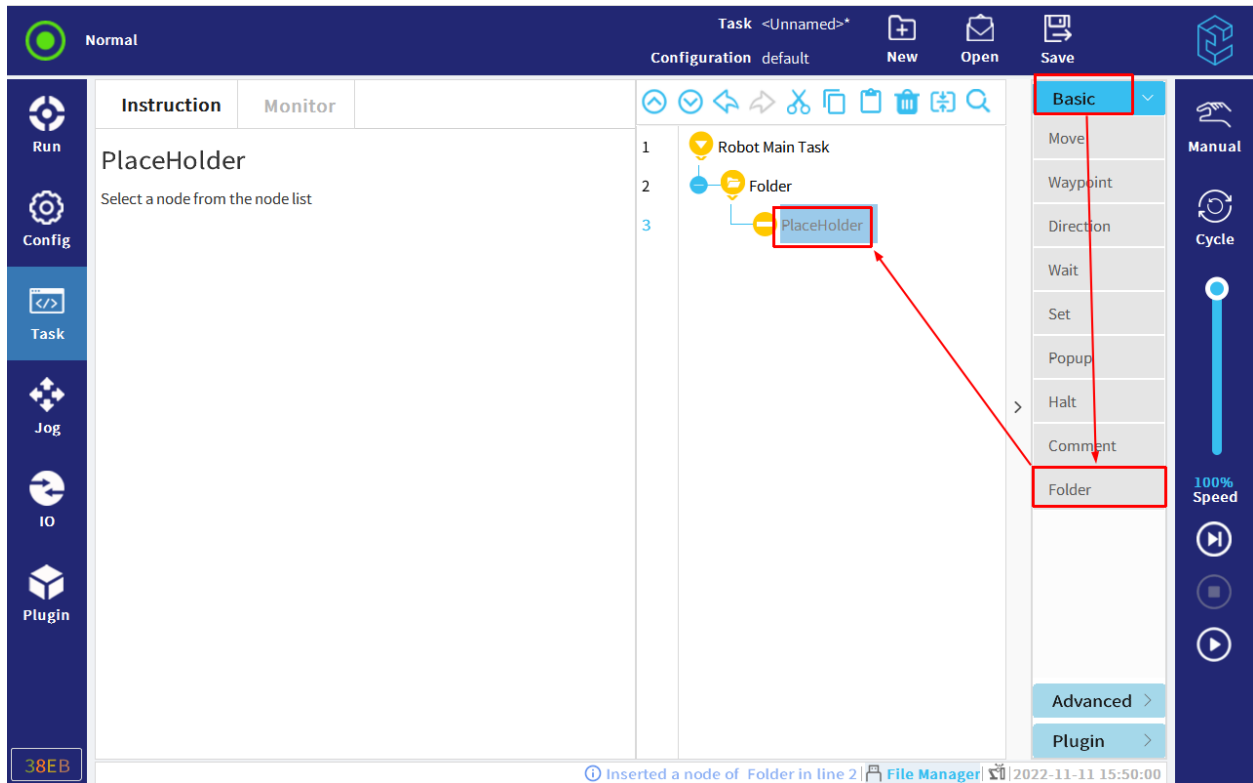 Normal
Task <Unnamed>*
Configuration default
New
Open
Save
Run
Config
Task
Jog
IO
Plugin
38EB
Instruction
Monitor
PlaceHolder
Select a node from the node list
1 Robot Main Task
2 Folder
3 PlaceHolder
Basic
Move
Waypoint
Direction
Wait
Set
Popup
Halt
Comment
Folder
Advanced
Plugin
Manual
Cycle
100%
Speed
Inserted a node of Folder in line 2
File Manager
2022-11-11 15:50:00